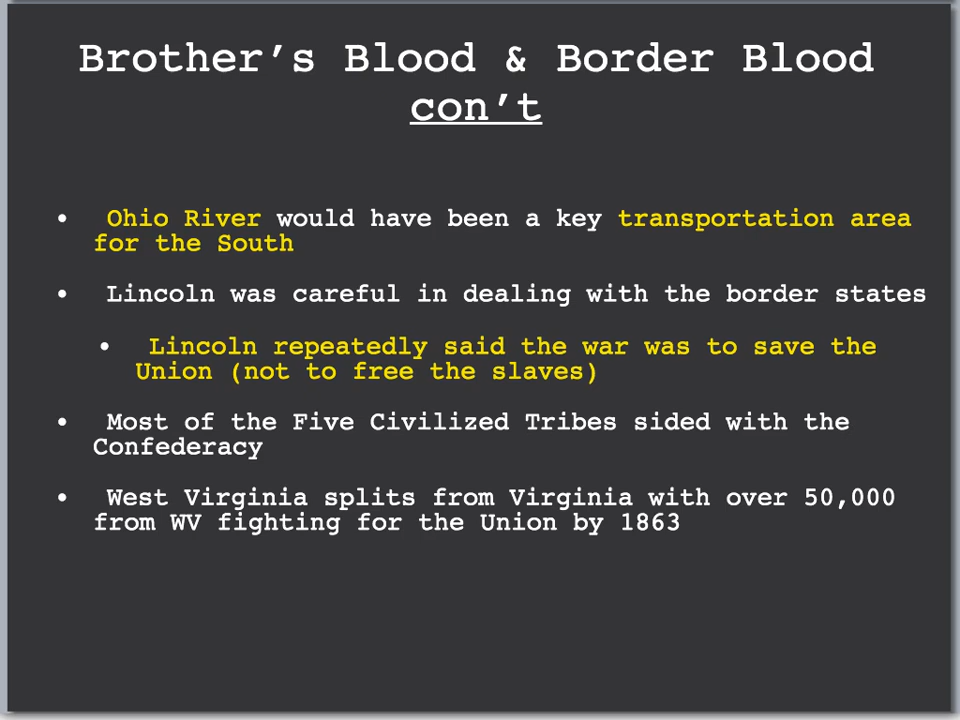 Brother’s Blood & Border Blood
con’t
• Ohio River would have been a key transportation area
for the South
• Lincoln was careful in dealing with the border states
• Lincoln repeatedly said the war was to save the
Union (not to free the slaves)
• Most of the Five Civilized Tribes sided with the
Confederacy
• West Virginia splits from Virginia with over 50,000
from WV fighting for the Union by 1863